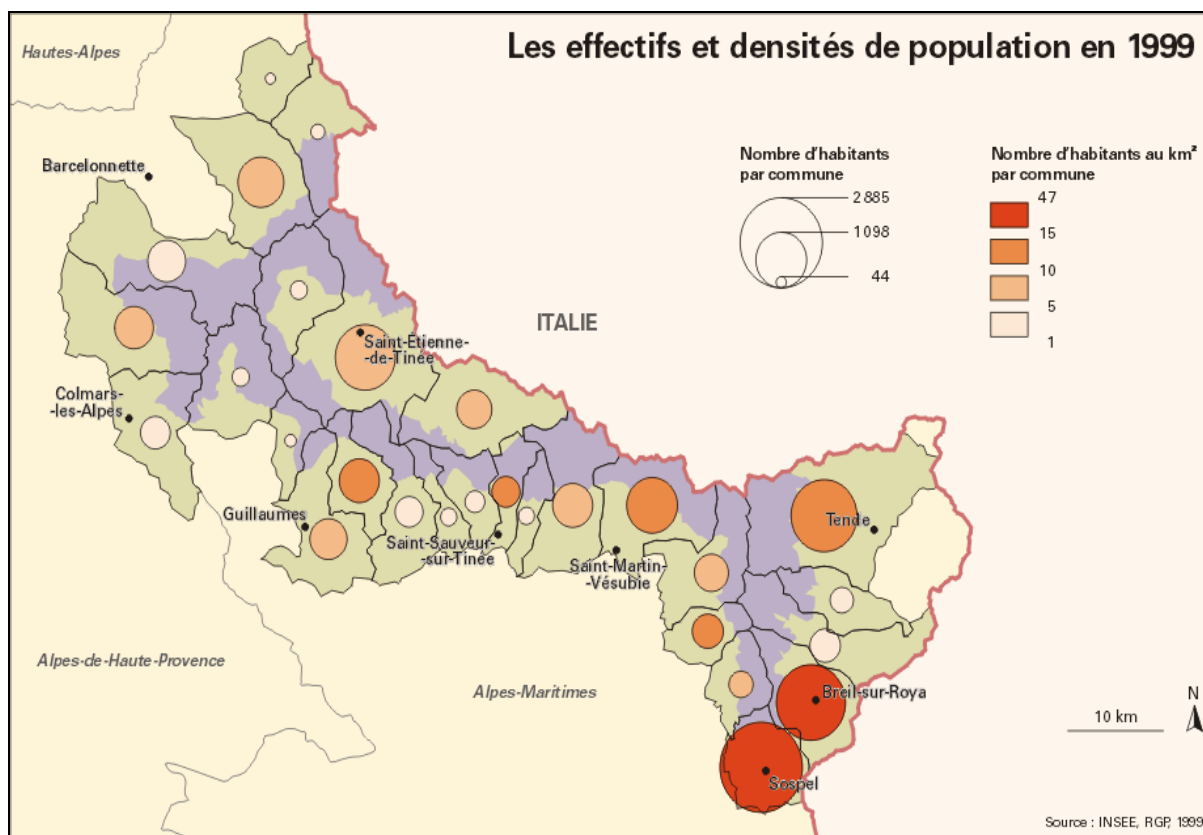 Les effectifs et densités de population en 1999
Hautes-Alpes
Barcelonnette
Nombre d'habitants
par commune
2 885
1098
44
Nombre d'habitants au km²
par commune
47
15
10
5
1
ITALIE
Saint-Étienne-
-de-Tinée
Colmars-
-les-Alpes
Guillaumes
Saint-Sauveur-
-sur-Tinée
Saint-Martin-
-Vésubie
Tende
Alpes-de-Haute-Provence
Alpes-Maritimes
Breil-sur-Roya
Sospel
10 km
N
Source : INSEE, RGP, 1999